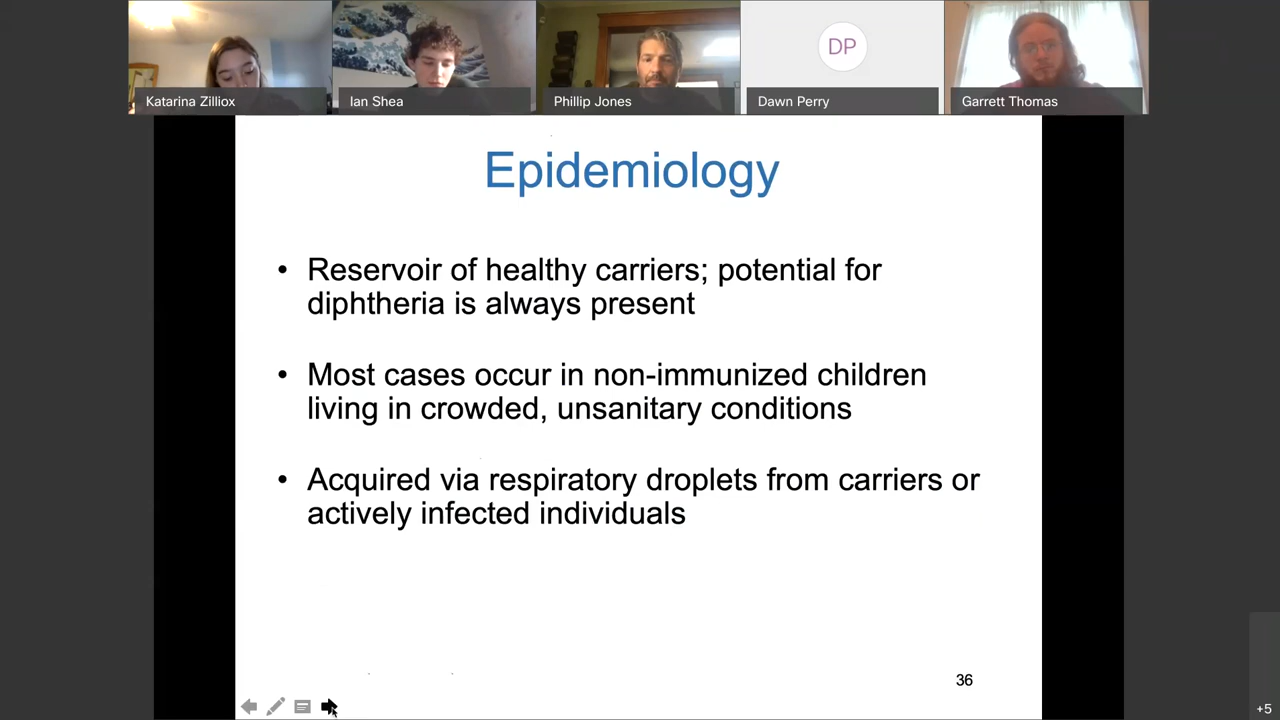 Katarina Zilliox
Ian Shea
Phillip Jones
DP
Dawn Perry
Garrett Thomas
Epidemiology
• Reservoir of healthy carriers; potential for
diphtheria is always present
• Most cases occur in non-immunized children
living in crowded, unsanitary conditions
• Acquired via respiratory droplets from carriers or
actively infected individuals
36
+5